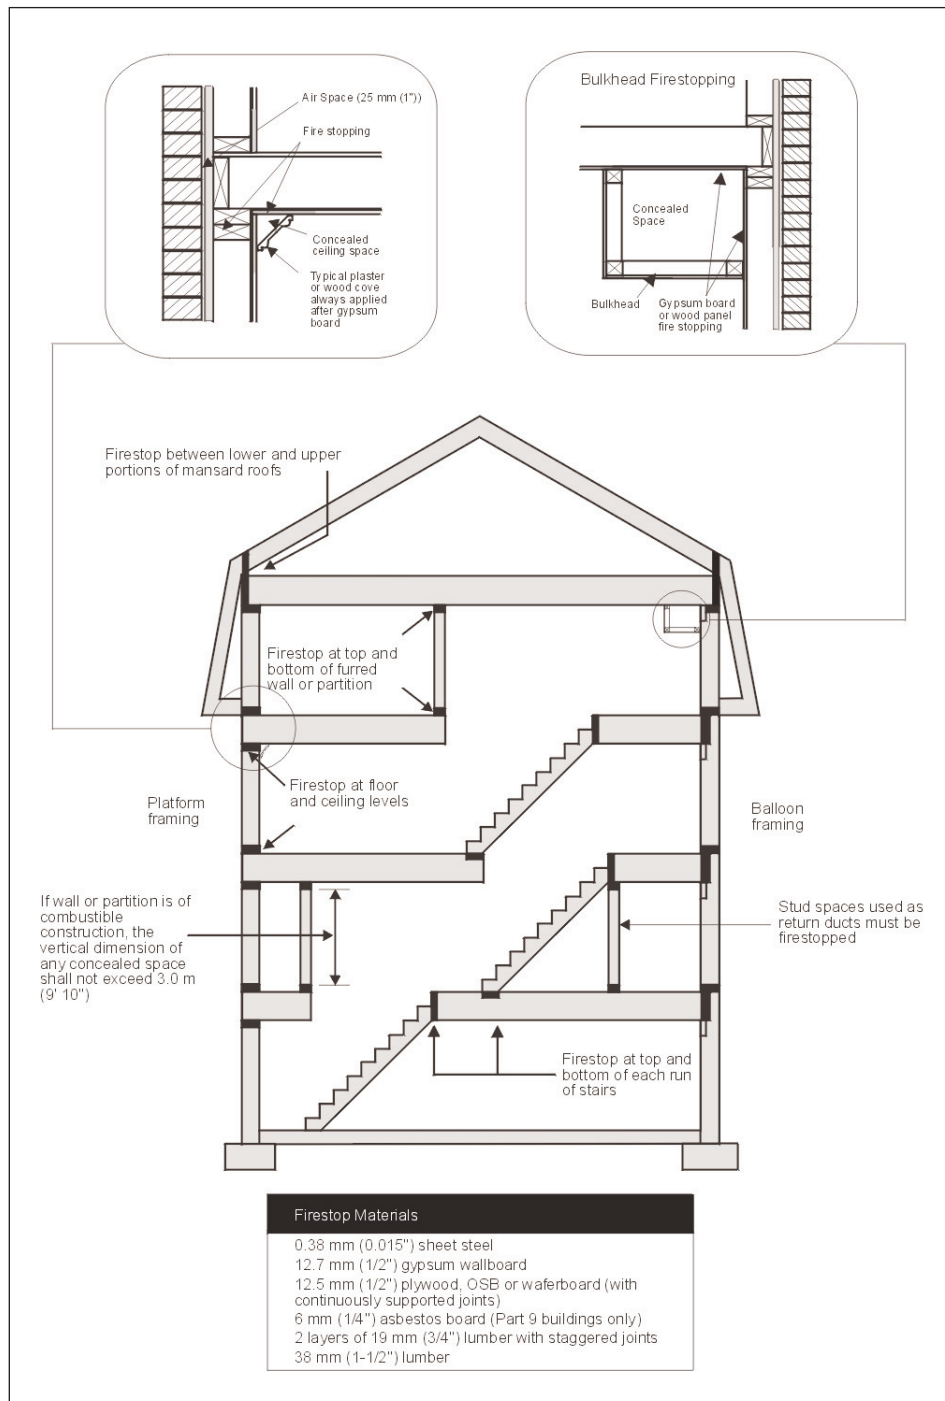 Bulkhead Firestopping
Air Space (25 mm (1"))
Fire stopping
Concealed
ceiling space
Typical plaster
or wood cove
always applied
after gypsum
board
Concealed
Space
Bulkhead
Gypsum board
or wood panel
fire stopping
Firestop between lower and upper
portions of mansard roofs
Firestop at top and
bottom of furred
wall or partition
Firestop at floor
and ceiling levels
Platform
framing
Balloon
framing
If wall or partition is of
combustible
construction, the
vertical dimension of
any concealed space
shall not exceed 3.0 m
(9' 10")
Stud spaces used as
return ducts must be
firestopped
Firestop at top and
bottom of each run
of stairs
Firestop Materials
0.38 mm (0.015") sheet steel
12.7 mm (1/2") gypsum wallboard
12.5 mm (1/2") plywood, OSB or waferboard (with
continuously supported joints)
6 mm (1/4") asbestos board (Part 9 buildings only)
2 layers of 19 mm (3/4") lumber with staggered joints
38 mm (1-1/2") lumber